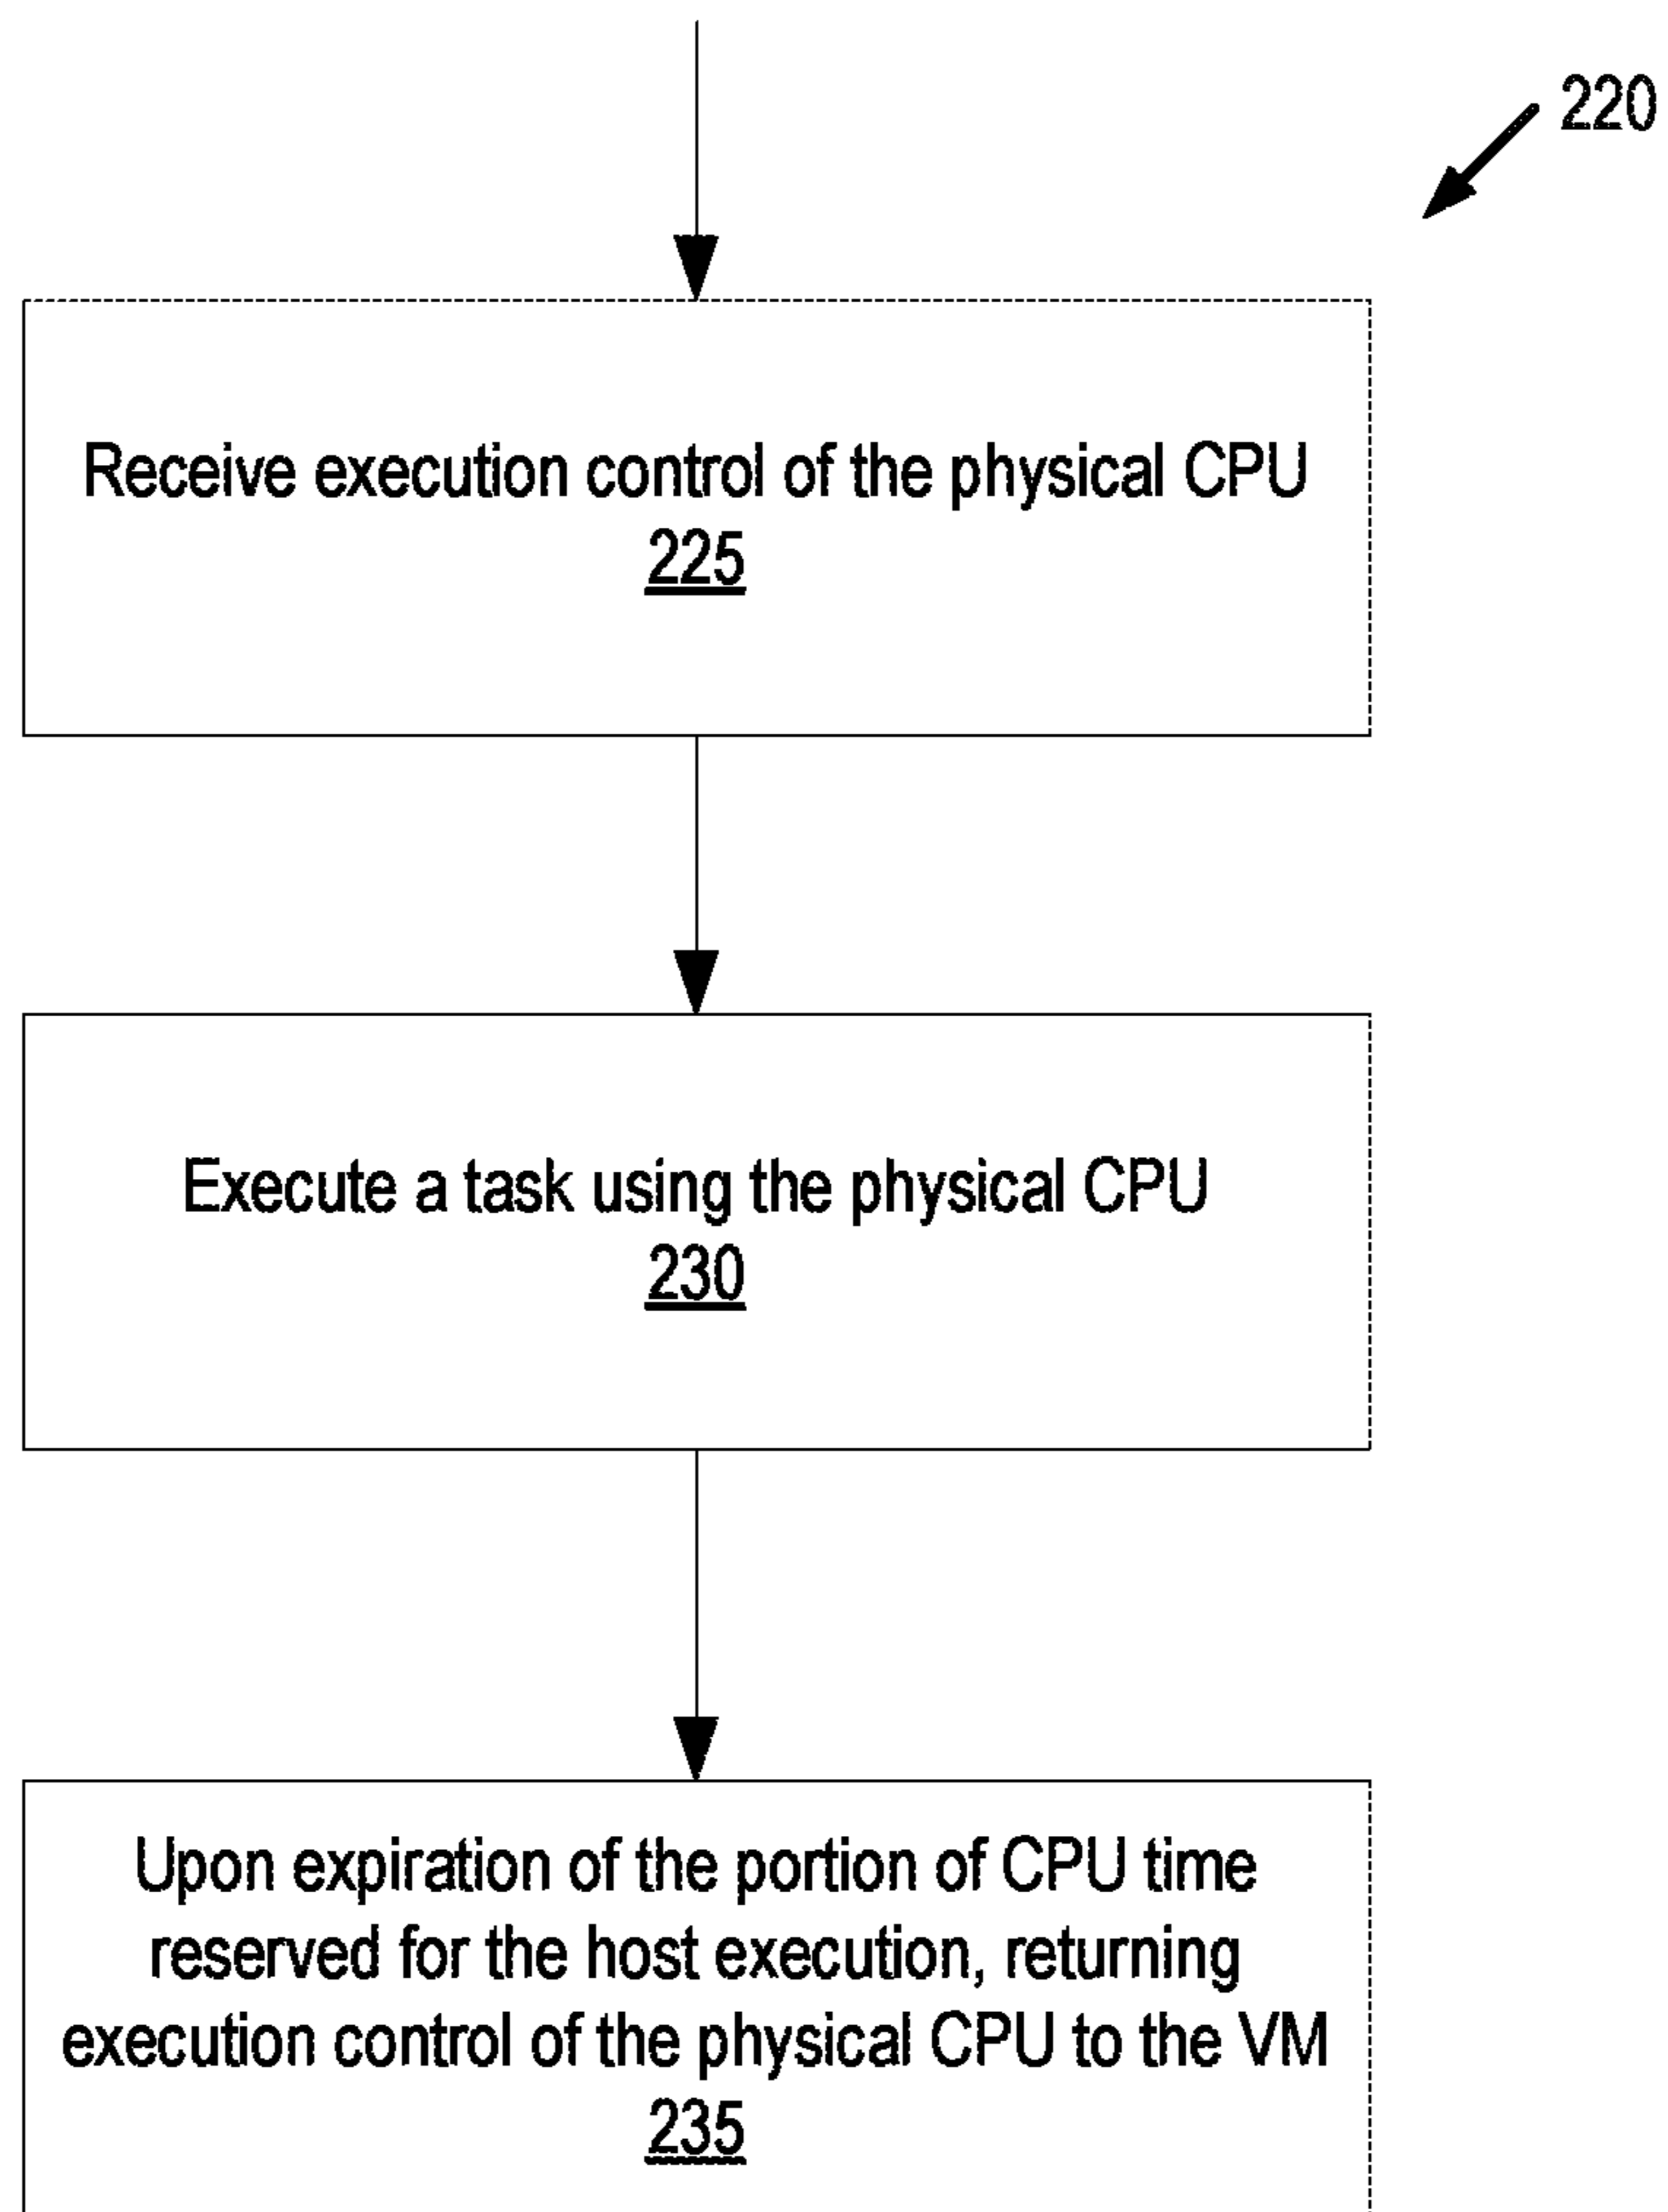 220
Receive execution control of the physical CPU
225
Execute a task using the physical CPU
230
Upon expiration of the portion of CPU time
reserved for the host execution, returning
execution control of the physical CPU to the VM
235